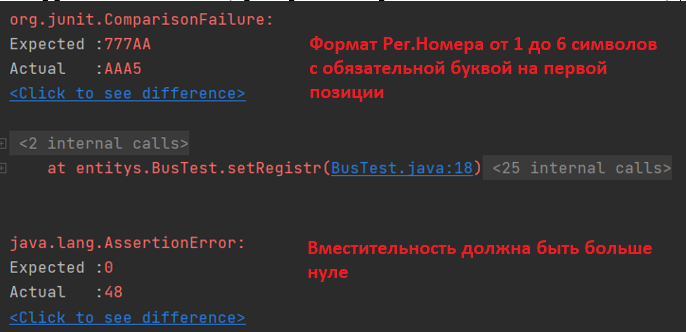 org.junit.ComparisonFailure:
Expected :777AA
Actual   :AAA5
<Click to see difference>
Формат Рег.Номера от 1 до 6 символов
с обязательной буквой на первой
позиции
<2 internal calls>
at entitys.BusTest.setRegistr(BusTest.java:18) <25 internal calls>
java.lang.AssertionError:
Expected :0
Actual   :48
<Click to see difference>
Вместительность должна быть больше
нуле